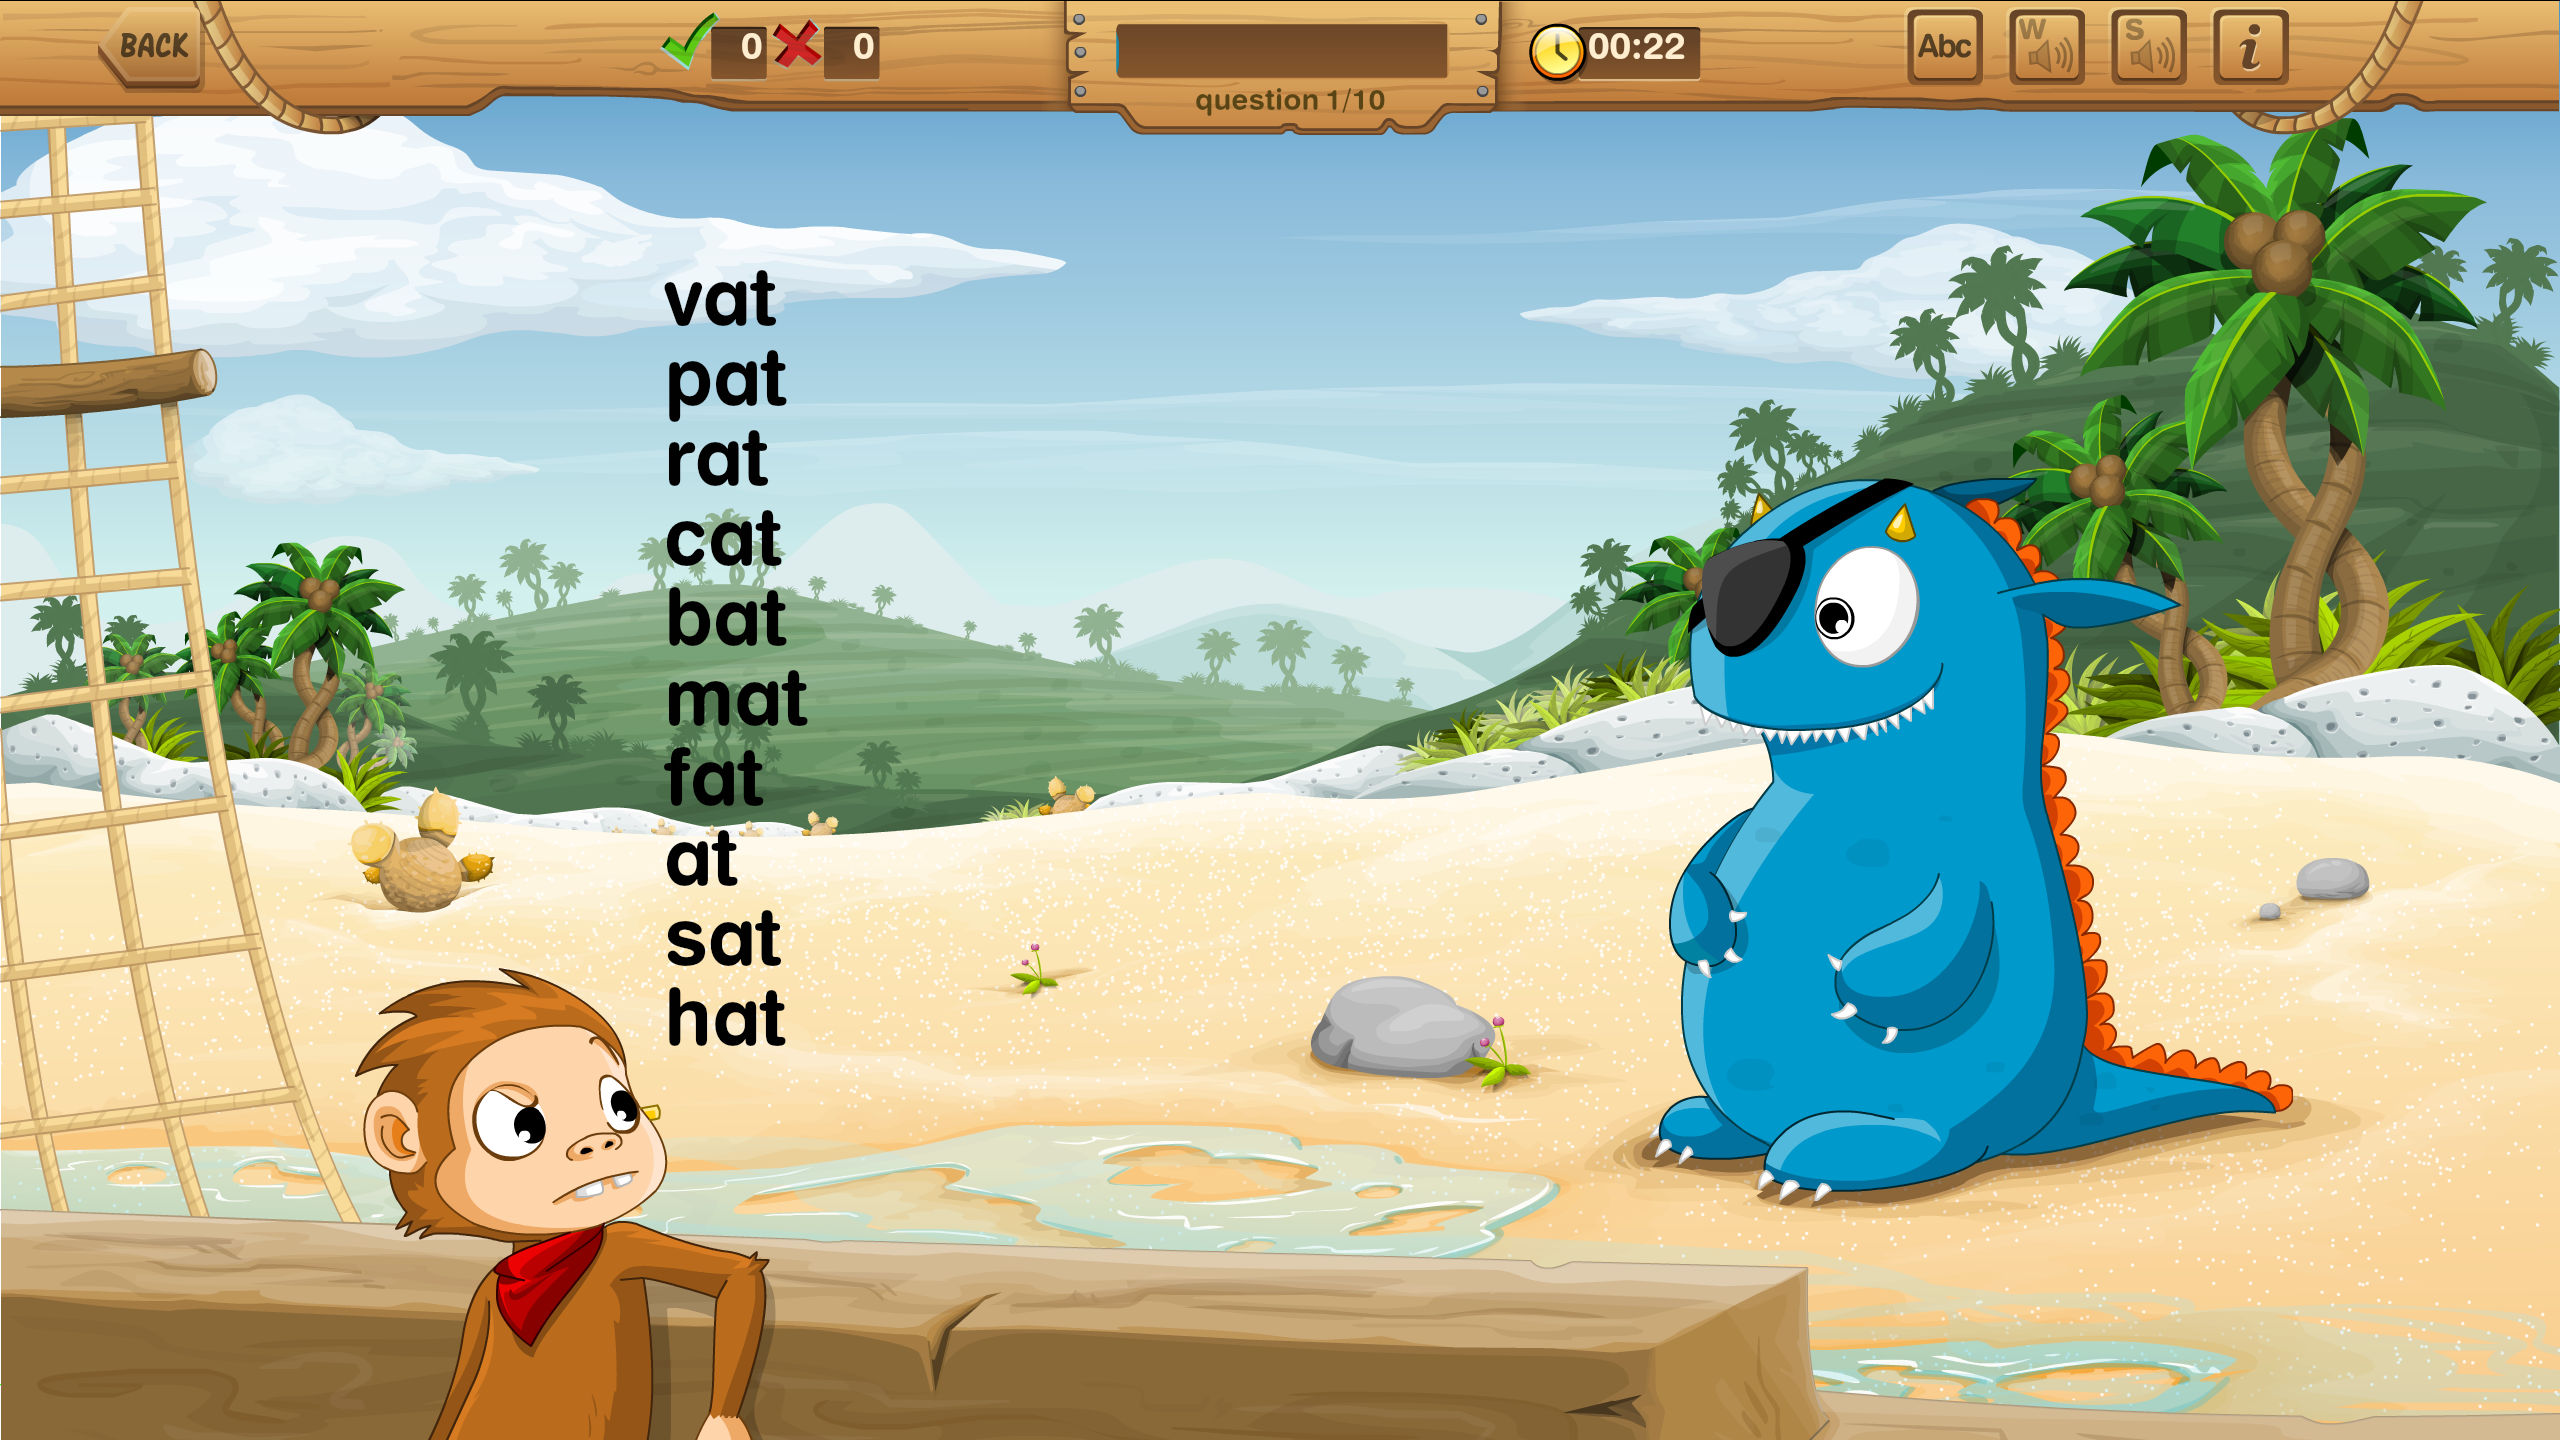 BACK
0
0
question 1/10
00:22
Abc
W
S
i
vat
pat
rat
cat
bat
mat
fat
at
sat
hat